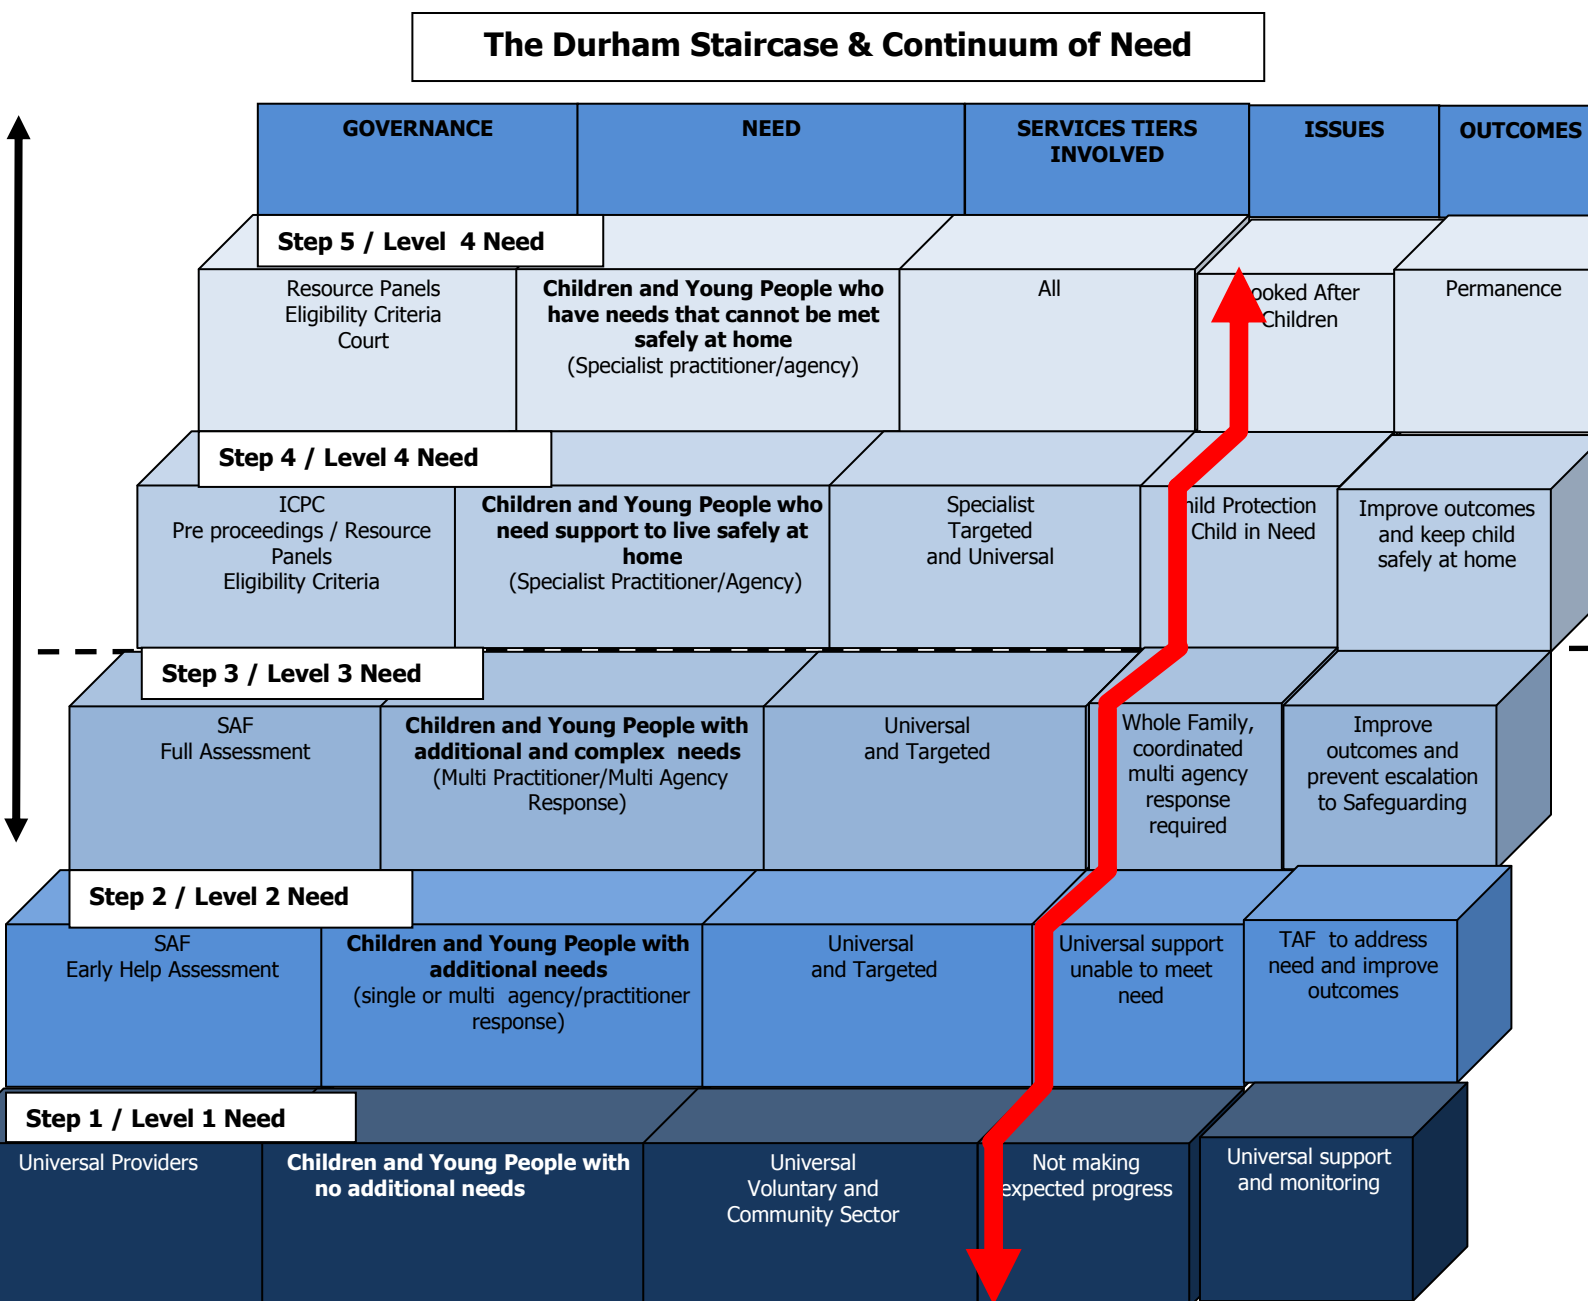 The Durham Staircase & Continuum of Need
GOVERNANCE
NEED
SERVICES TIERS
INVOLVED
ISSUES
OUTCOMES
Step 5 / Level 4 Need
Resource Panels
Eligibility Criteria
Court
Children and Young People who
have needs that cannot be met
safely at home
(Specialist practitioner/agency)
All
ooked After
Children
Permanence
Step 4 / Level 4 Need
ICPC
Pre proceedings / Resource
Panels
Eligibility Criteria
Children and Young People who
need support to live safely at
home
(Specialist Practitioner/Agency)
Specialist
Targeted
and Universal
hild Protection
Child in Need
Improve outcomes
and keep child
safely at home
Step 3 / Level 3 Need
SAF
Full Assessment
Children and Young People with
additional and complex needs
(Multi Practitioner/Multi Agency
Response)
Universal
and Targeted
Whole Family,
coordinated
multi agency
response
required
Improve
outcomes and
prevent escalation
to Safeguarding
Step 2 / Level 2 Need
SAF
Early Help Assessment
Children and Young People with
additional needs
(single or multi agency/practitioner
response)
Universal
and Targeted
Universal support
unable to meet
need
TAF to address
need and improve
outcomes
Step 1 / Level 1 Need
Universal Providers
Children and Young People with
no additional needs
Universal
Voluntary and
Community Sector
Not making
expected progress
Universal support
and monitoring